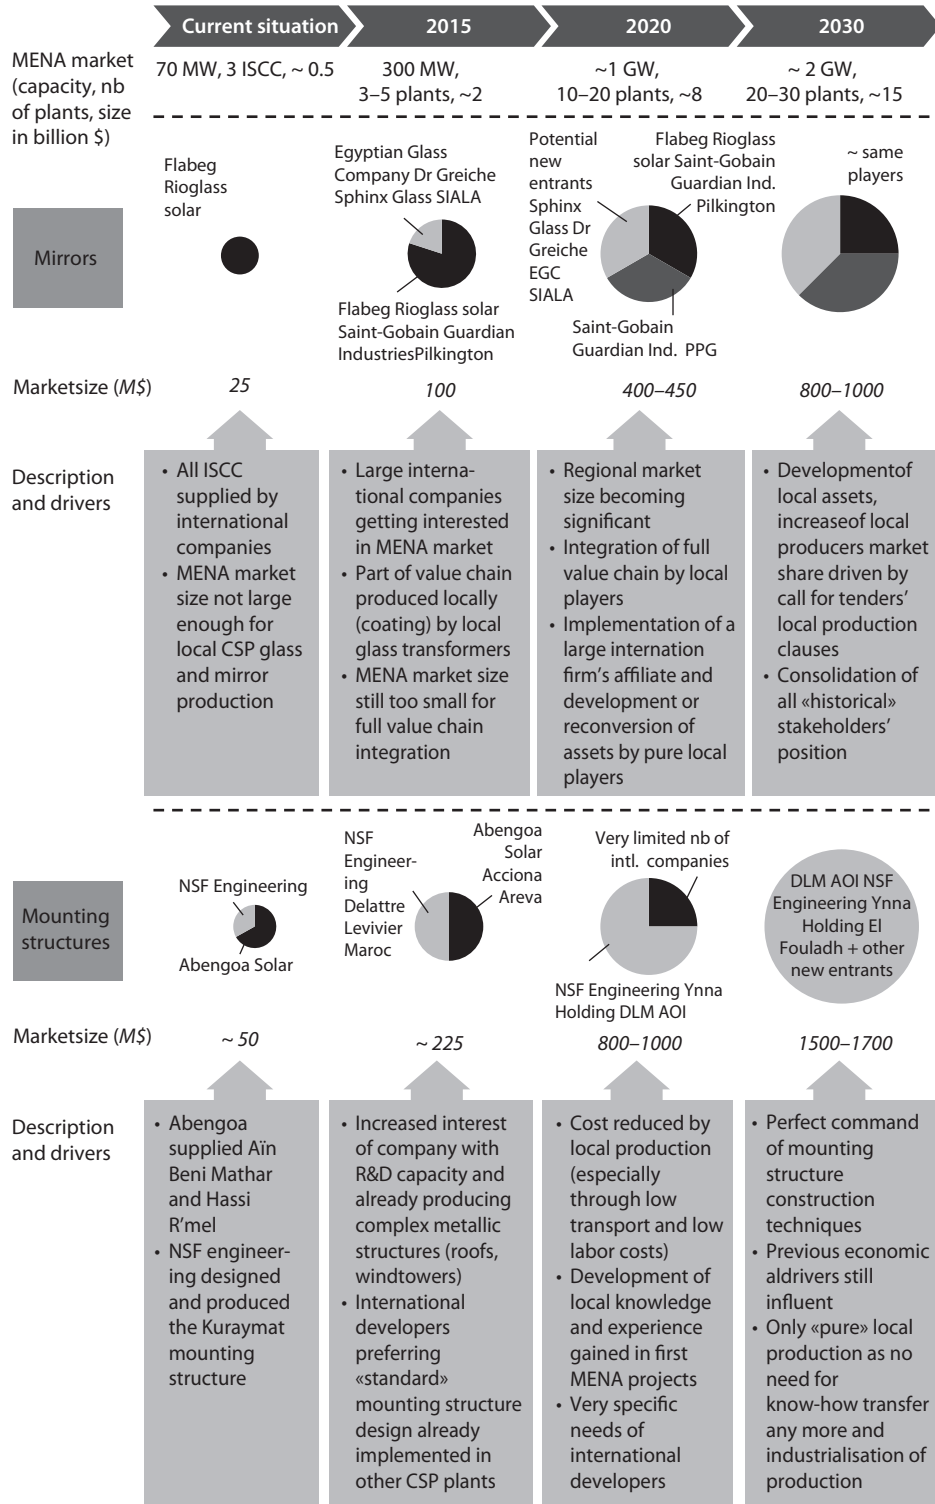 Current situation
2015
2020
2030
MENA market
(capacity, nb
of plants, size
in billion $)
70 MW, 3 ISCC, ~ 0.5
300 MW,
3–5 plants, ~2
~1 GW,
10–20 plants, ~8
~ 2 GW,
20–30 plants, ~15
Mirrors
Flabeg
Rioglass
solar
Egyptian Glass
Company Dr Greiche
Sphinx Glass SIALA
Flabeg Rioglass solar
Saint-Gobain Guardian
IndustriesPilkington
Potential
new
entrants
Sphinx
Glass Dr
Greiche
EGC
SIALA
Flabeg Rioglass
solar Saint-Gobain
Guardian Ind.
Pilkington
Saint-Gobain
Guardian Ind. PPG
~ same
players
Marketsize (M$)
25
100
400–450
800–1000
Description
and drivers
• All ISCC
supplied by
international
companies
• MENA market
size not large
enough for
local CSP glass
and mirror
production
• Large interna-
tional companies
getting interested
in MENA market
• Part of value chain
produced locally
(coating) by local
glass transformers
• MENA market size
still too small for
full value chain
integration
• Regional market
size becoming
significant
• Integration of full
value chain by local
players
• Implementation of a
large internation
firm's affiliate and
development or
reconversion of
assets by pure local
players
• Developmentof
local assets,
increaseof local
producers market
share driven by
call for tenders'
local production
clauses
• Consolidation of
all «historical»
stakeholders'
position
Mounting
structures
NSF Engineering
Abengoa Solar
NSF
Engineer-
ing
Delattre
Levivier
Maroc
Abengoa
Solar
Acciona
Areva
Very limited nb of
intl. companies
NSF Engineering Ynna
Holding DLM AOI
DLM AOI NSF
Engineering Ynna
Holding El
Fouladh + other
new entrants
Marketsize (M$)
~ 50
~ 225
800–1000
1500–1700
Description
and drivers
• Abengoa
supplied Aïn
Beni Mathar
and Hassi
R'mel
• NSF engineer-
ing designed
and produced
the Kuraymat
mounting
structure
• Increased interest
of company with
R&D capacity and
already producing
complex metallic
structures (roofs,
windtowers)
• International
developers
preferring
«standard»
mounting structure
design already
implemented in
other CSP plants
• Cost reduced by
local production
(especially
through low
transport and low
labor costs)
• Development of
local knowledge
and experience
gained in first
MENA projects
• Very specific
needs of
international
developers
• Perfect command
of mounting
structure
construction
techniques
• Previous economic
aldrivers still
influent
• Only «pure» local
production as no
need for
know-how transfer
any more and
industrialisation of
production